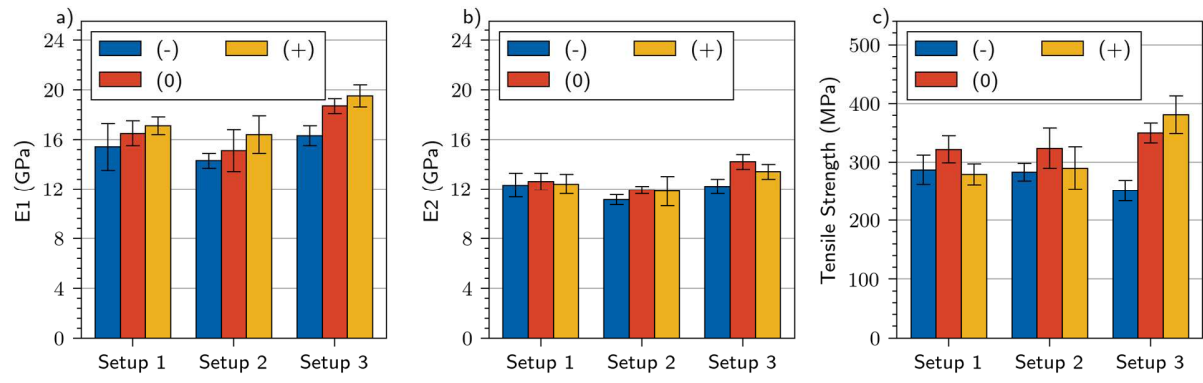 a)
E1 (GPa)
24
20
16
12
8
4
0
(-)
(+)
(0)
Setup 1
Setup 2
Setup 3
b)
E2 (GPa)
24
20
16
12
8
4
0
(-)
(+)
(0)
Setup 1
Setup 2
Setup 3
c)
Tensile Strength (MPa)
500
400
300
200
100
0
(-)
(+)
(0)
Setup 1
Setup 2
Setup 3